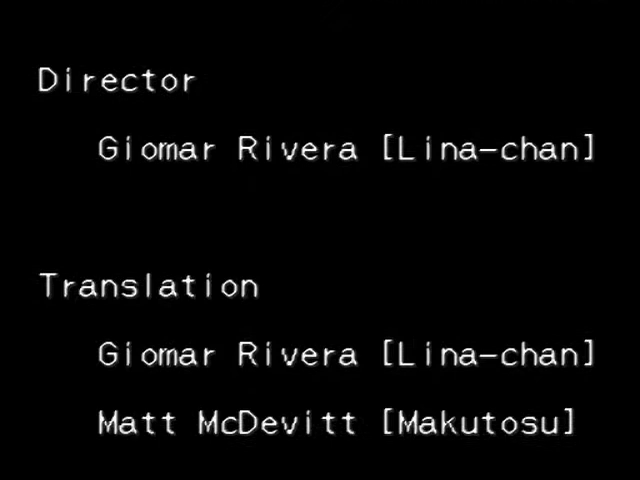 Director
Giomar Rivera [Lina-chan]
Translation
Giomar Rivera [Lina-chan]
Matt McDevitt [Makutosu]